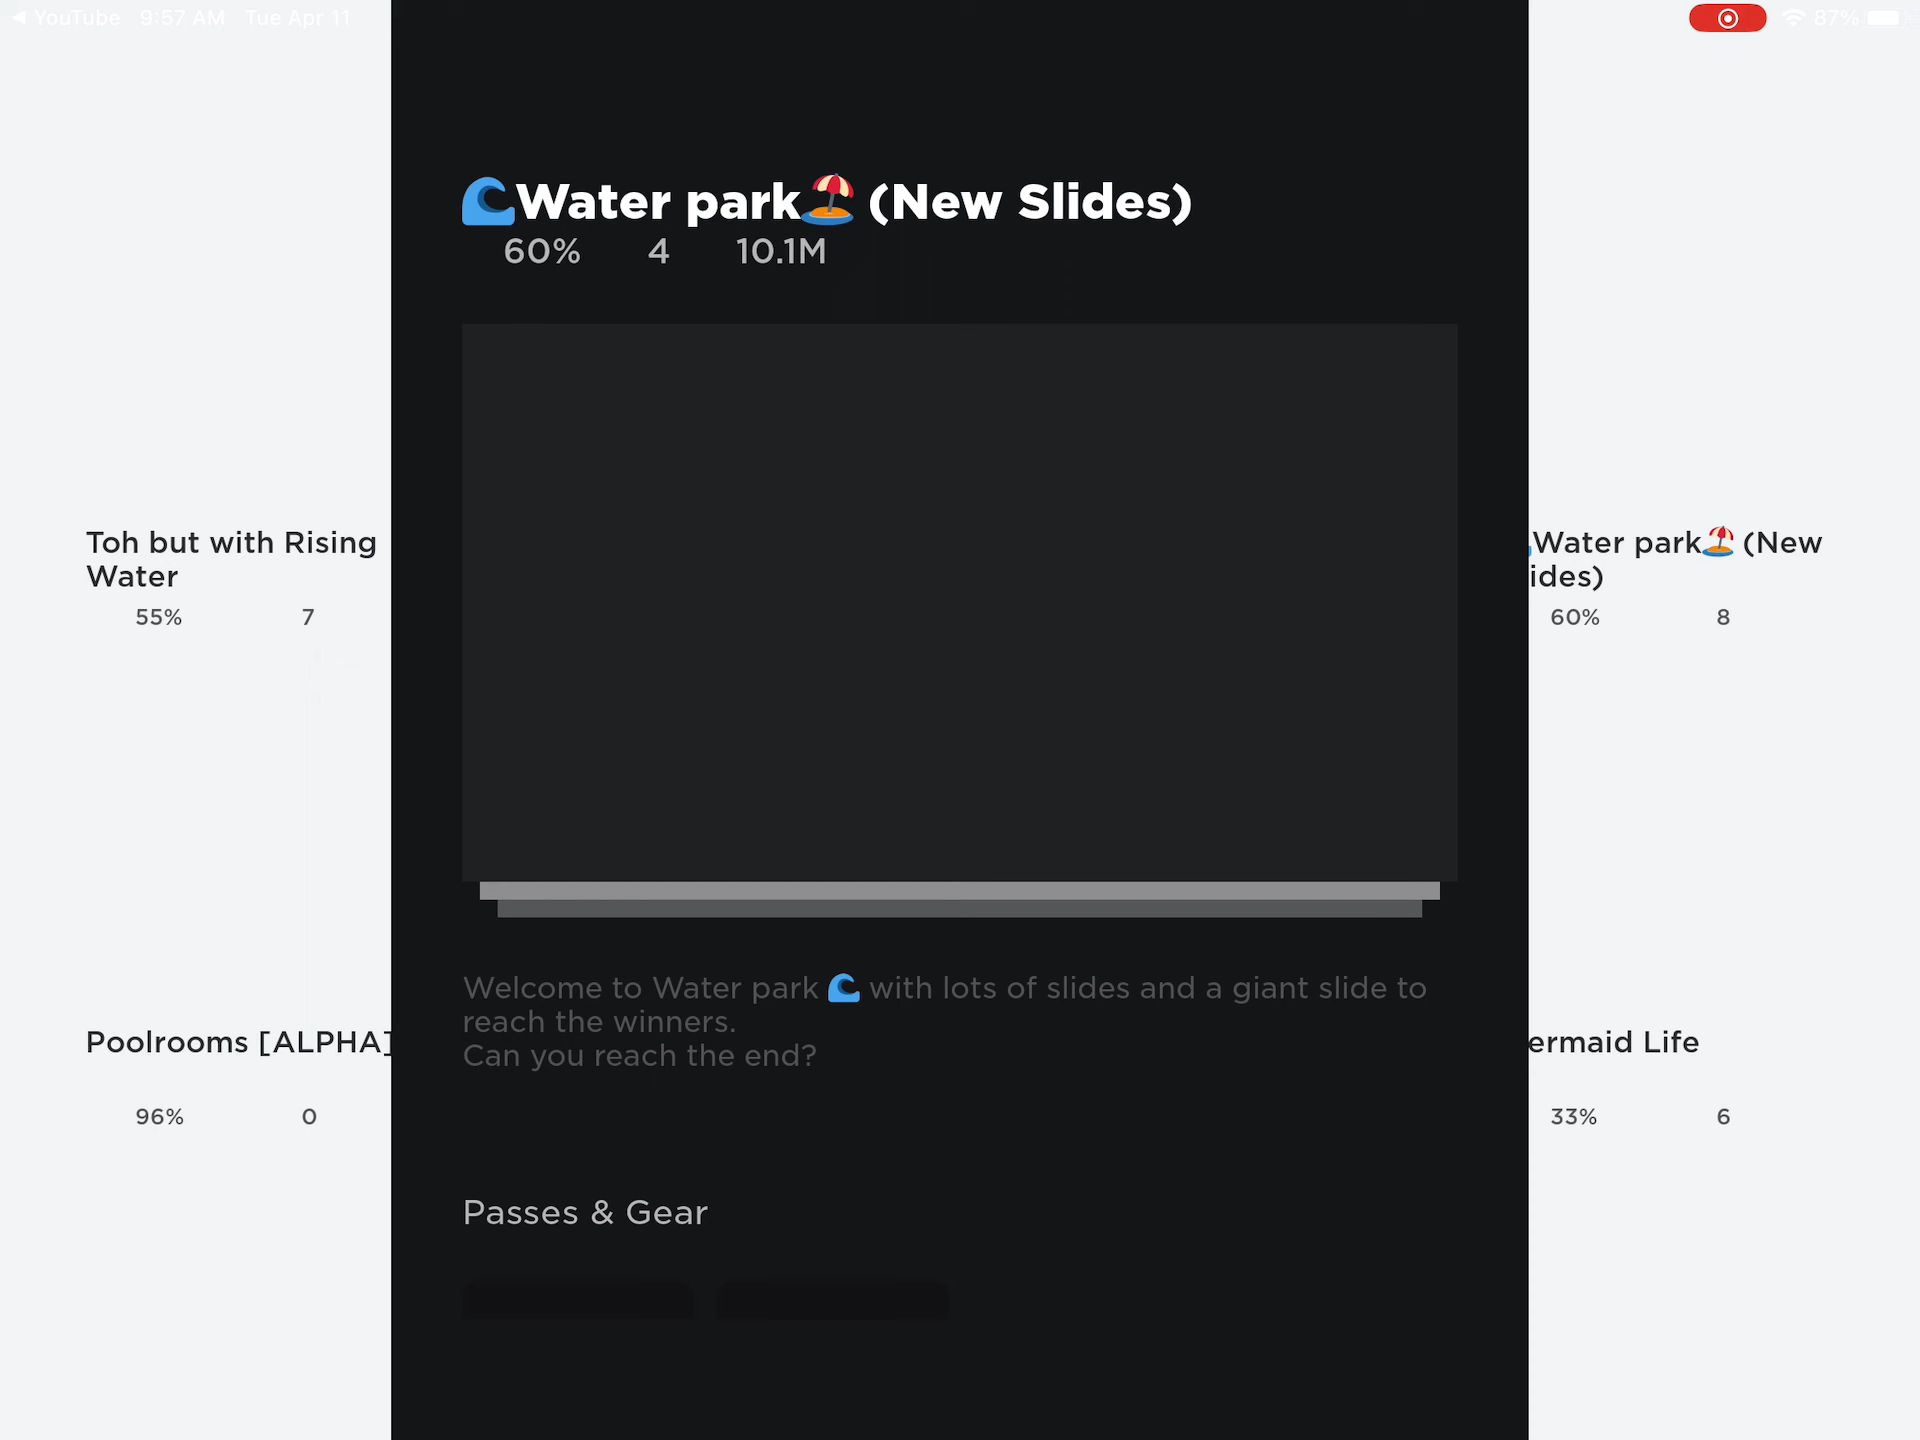 YouTube 9:57 AM Tue Apr 11
87%
🌊Water park🏖️ (New Slides)
60% 4 10.1M
Toh but with Rising
Water
55% 7
Water park🏖️ (New
ides)
60% 8
Welcome to Water park 🌊 with lots of slides and a giant slide to
reach the winners.
Can you reach the end?
Poolrooms [ALPHA]
96% 0
ermaid Life
33% 6
Passes & Gear